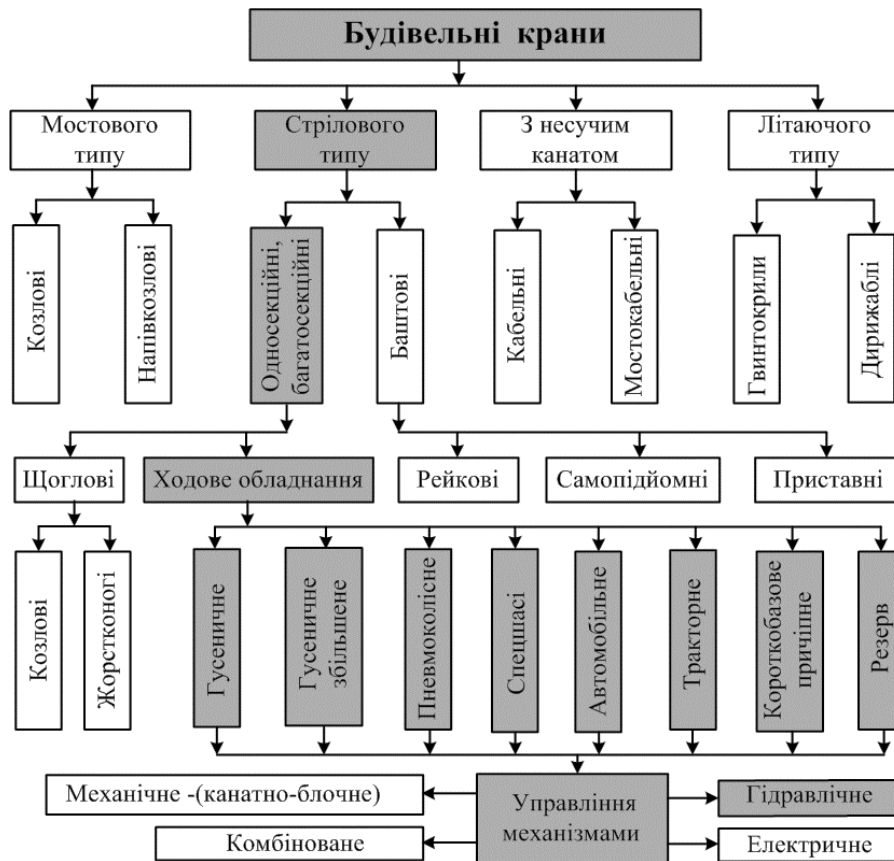 Будівельні крани
Мостового
типу
Стрілового
типу
З несучим
канатом
Літаючого
типу
Козлові
Напівкозлові
Односекційні,
багатосекційні
Баштові
Кабельні
Мостокабельні
Гвинтокрили
Дирижаблі
Щоглові
Ходове обладнання
Рейкові
Самопідйомні
Приставні
Козлові
Жорстконогі
Гусеничне
Гусеничне
збільшене
Пневмоколісне
Спецшасі
Автомобільне
Тракторне
Короткобазове
причіпне
Резерв
Механічне -(канатно-блочне)
Управління
механізмами
Гідравлічне
Комбіноване
Електричне